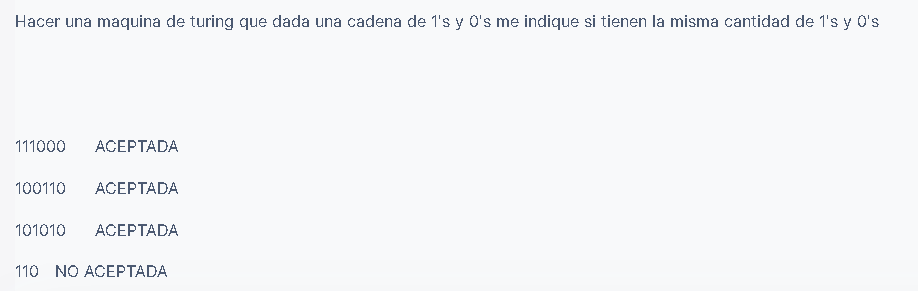 Hacer una maquina de turing que dada una cadena de 1's y 0's me indique si tienen la misma cantidad de 1's y 0's
111000 ACEPTADA
100110 ACEPTADA
101010 ACEPTADA
110 NO ACEPTADA